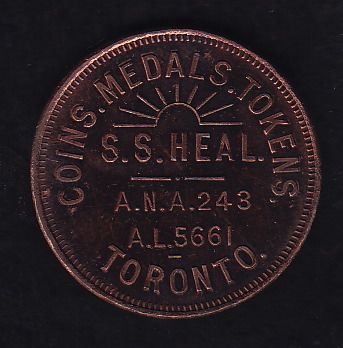 COINS. MEDALS. TOKENS.
S.S. HEAL.
A.N.A. 243
A.L. 5661
TORONTO.